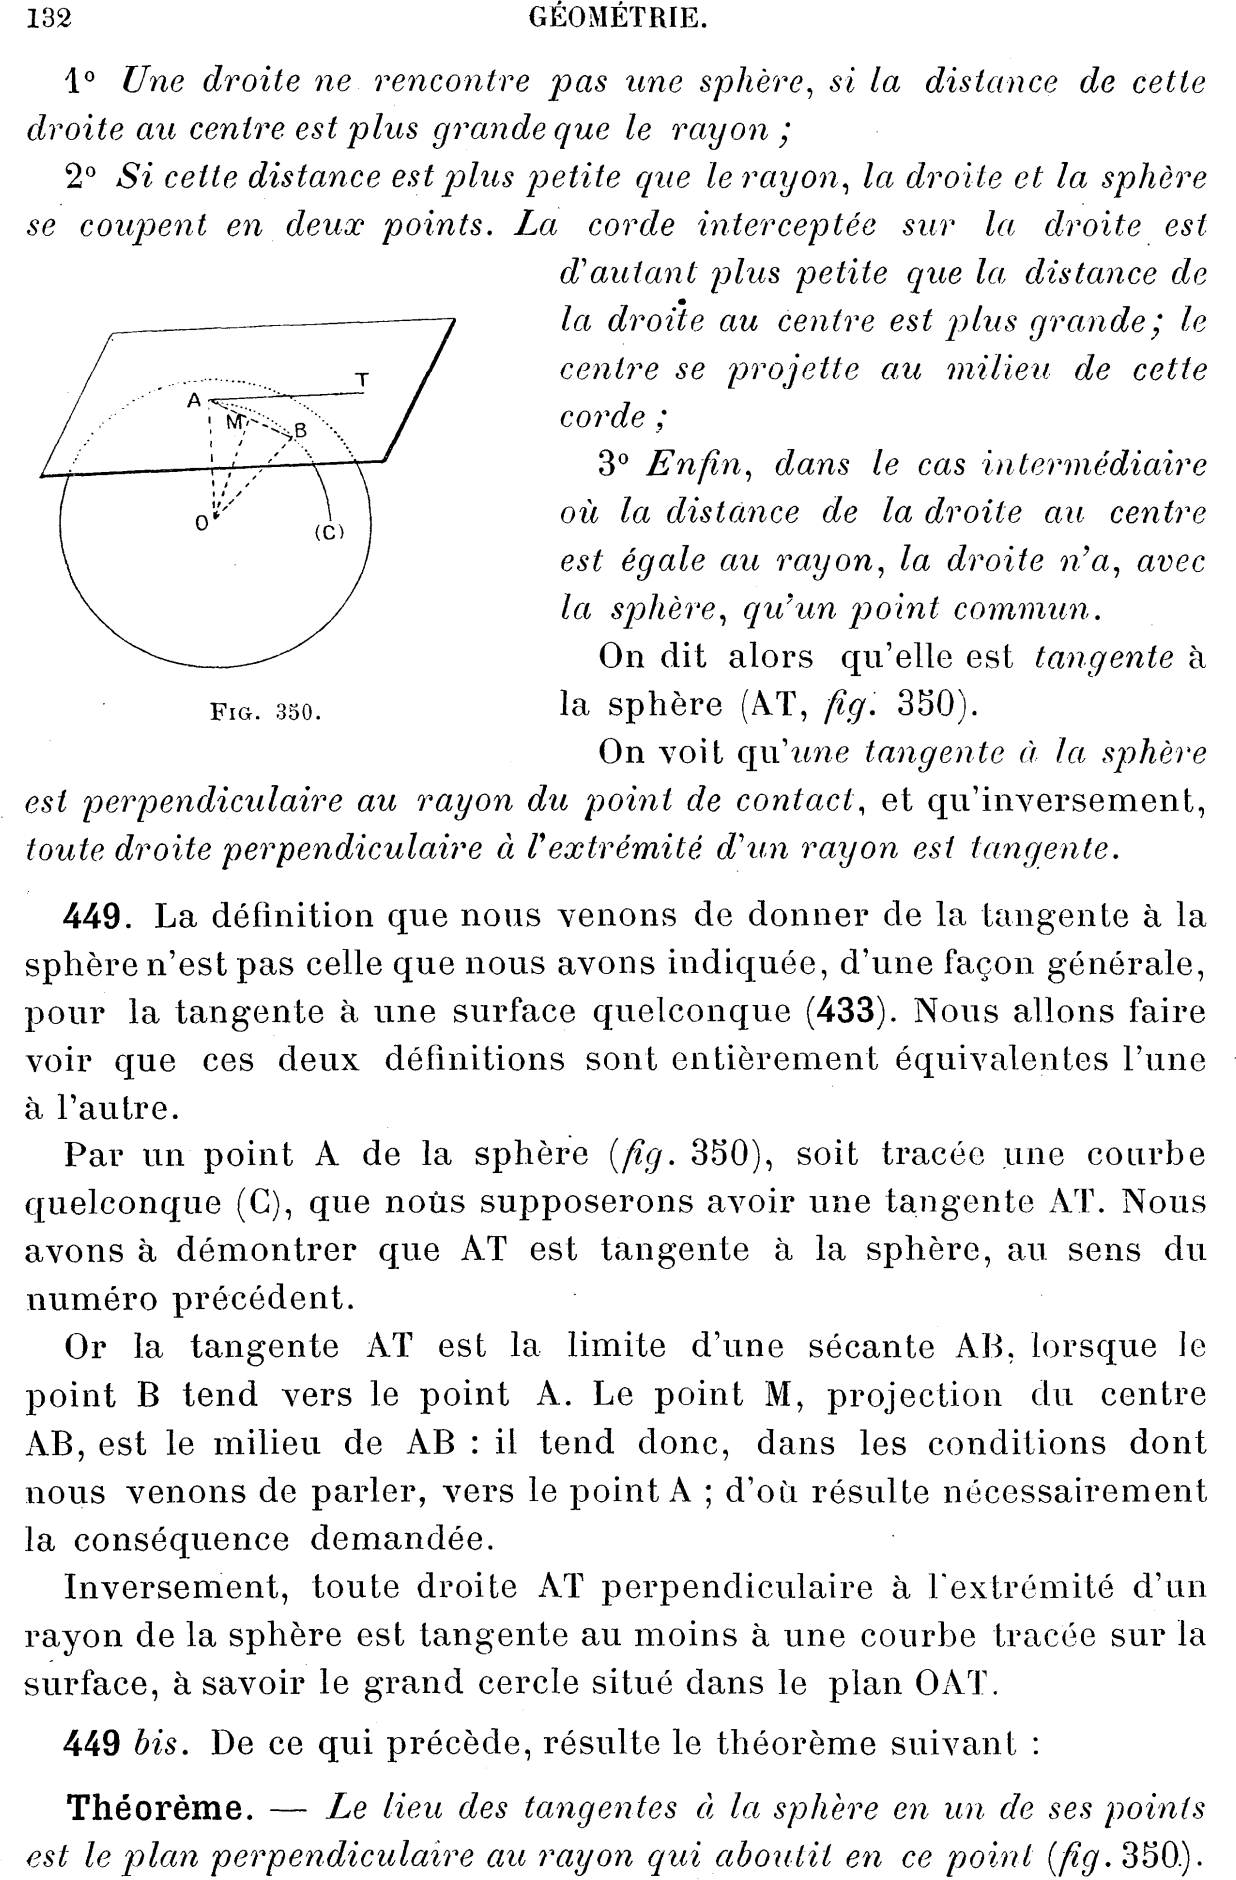 132 GÉOMÉTRIE.
1° Une droite ne rencontre pas une sphère, si la distance de cette
droite au centre est plus grande que le rayon ;
2° Si cette distance est plus petite que le rayon, la droite et la sphère
se coupent en deux points. La corde interceptée sur la droite est
d'autant plus petite que la distance de
la droite au centre est plus grande; le
centre se projette au milieu de cette
corde ;
3° Enfin, dans le cas intermédiaire
où la distance de la droite au centre
est égale au rayon, la droite n'a, avec
la sphère, qu'un point commun.
On dit alors qu'elle est tangente à
la sphère (AT, fig. 350).
On voit qu'une tangente à la sphère
T
A
M
B
O
(C)
FIG. 350.
est perpendiculaire au rayon du point de contact, et qu'inversement,
toute droite perpendiculaire à l'extrémité d'un rayon est tangente.
449. La définition que nous venons de donner de la tangente à la
sphère n'est pas celle que nous avons indiquée, d'une façon générale,
pour la tangente à une surface quelconque (433). Nous allons faire
voir que ces deux définitions sont entièrement équivalentes l'une
à l'autre.
Par un point A de la sphère (fig. 350), soit tracée une courbe
quelconque (C), que nous supposerons avoir une tangente AT. Nous
avons à démontrer que AT est tangente à la sphère, au sens du
numéro précédent.
Or la tangente AT est la limite d'une sécante AB, lorsque le
point B tend vers le point A. Le point M, projection du centre
AB, est le milieu de AB : il tend donc, dans les conditions dont
nous venons de parler, vers le point A ; d'où résulte nécessairement
la conséquence demandée.
Inversement, toute droite AT perpendiculaire à l'extrémité d'un
rayon de la sphère est tangente au moins à une courbe tracée sur la
surface, à savoir le grand cercle situé dans le plan OAT.
449 bis. De ce qui précède, résulte le théorème suivant :
Théorème. — Le lieu des tangentes à la sphère en un de ses points
est le plan perpendiculaire au rayon qui aboutit en ce point (fig. 350.).